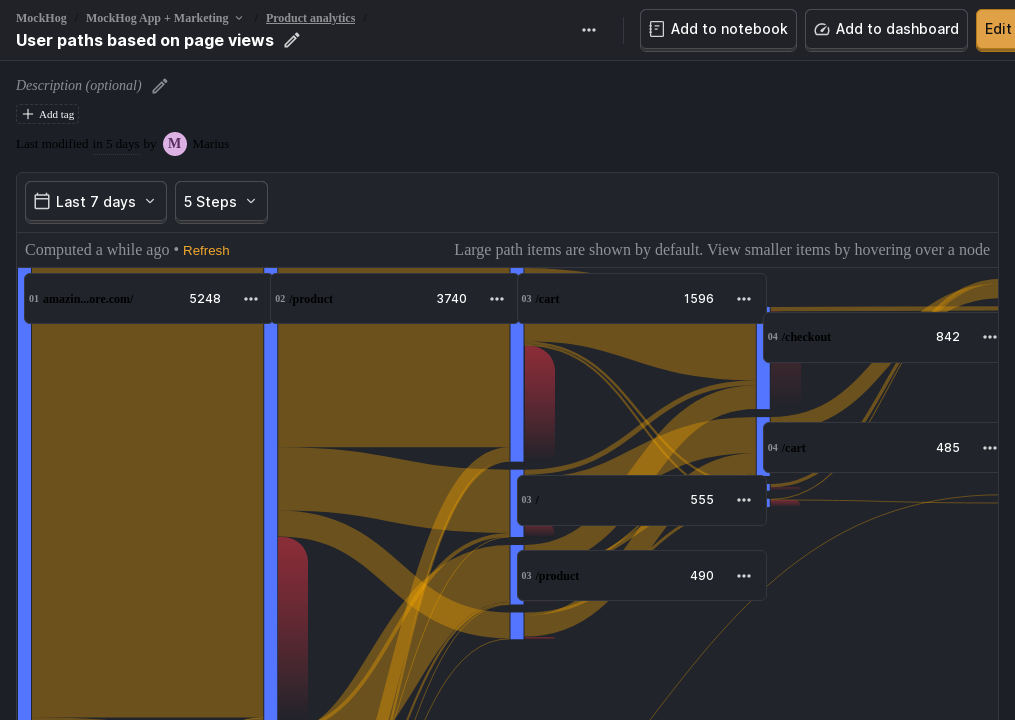 MockHog / MockHog App + Marketing / Product analytics /
User paths based on page views
Add to notebook
Add to dashboard
Edit
Description (optional)
Add tag
Last modified in 5 days by M Marius
Last 7 days
5 Steps
Computed a while ago • Refresh
Large path items are shown by default. View smaller items by hovering over a node
01 amazin...ore.com/ 5248
02 /product 3740
03 /cart 1596
04 /checkout 842
04 /cart 485
03 / 555
03 /product 490